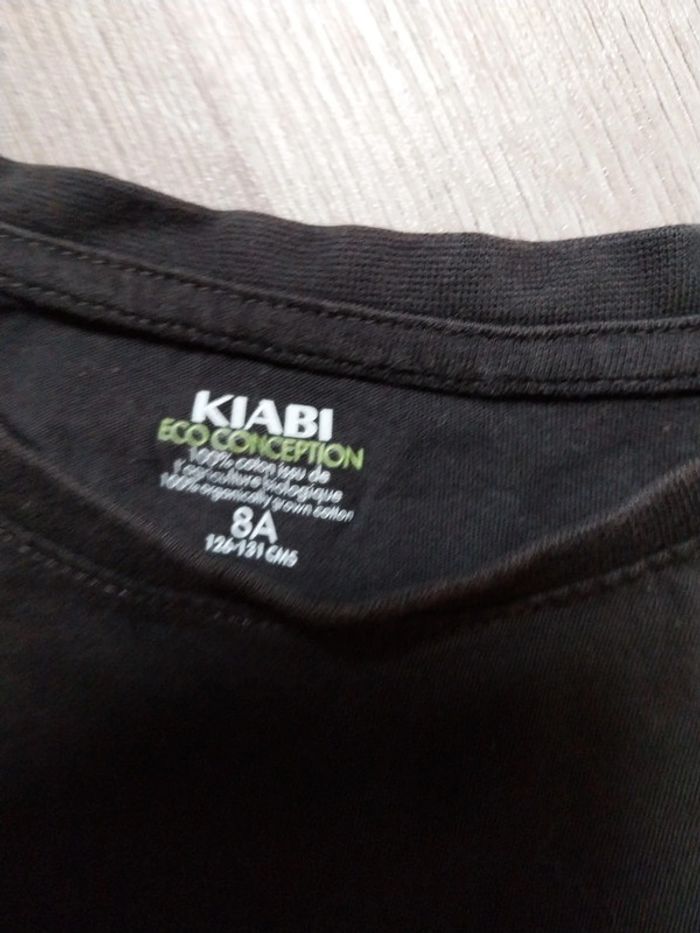 KIABI
ECO CONCEPTION
100% coton issu de
l'agriculture biologique
100% organically grown cotton
8A
126-131 CMS